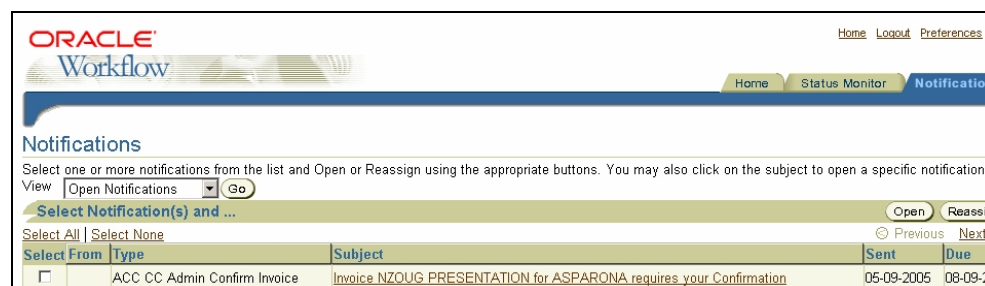 ORACLE
Home Logout Preferences
Workflow
Home Status Monitor Notificatio
Notifications
Select one or more notifications from the list and Open or Reassign using the appropriate buttons. You may also click on the subject to open a specific notification
View Open Notifications Go
Select Notification(s) and ...
Open Reassi
Select All | Select None
Previous Next
Select From Type Subject Sent Due
ACC CC Admin Confirm Invoice Invoice NZOUG PRESENTATION for ASPARONA requires your Confirmation 05-09-2005 08-09-2